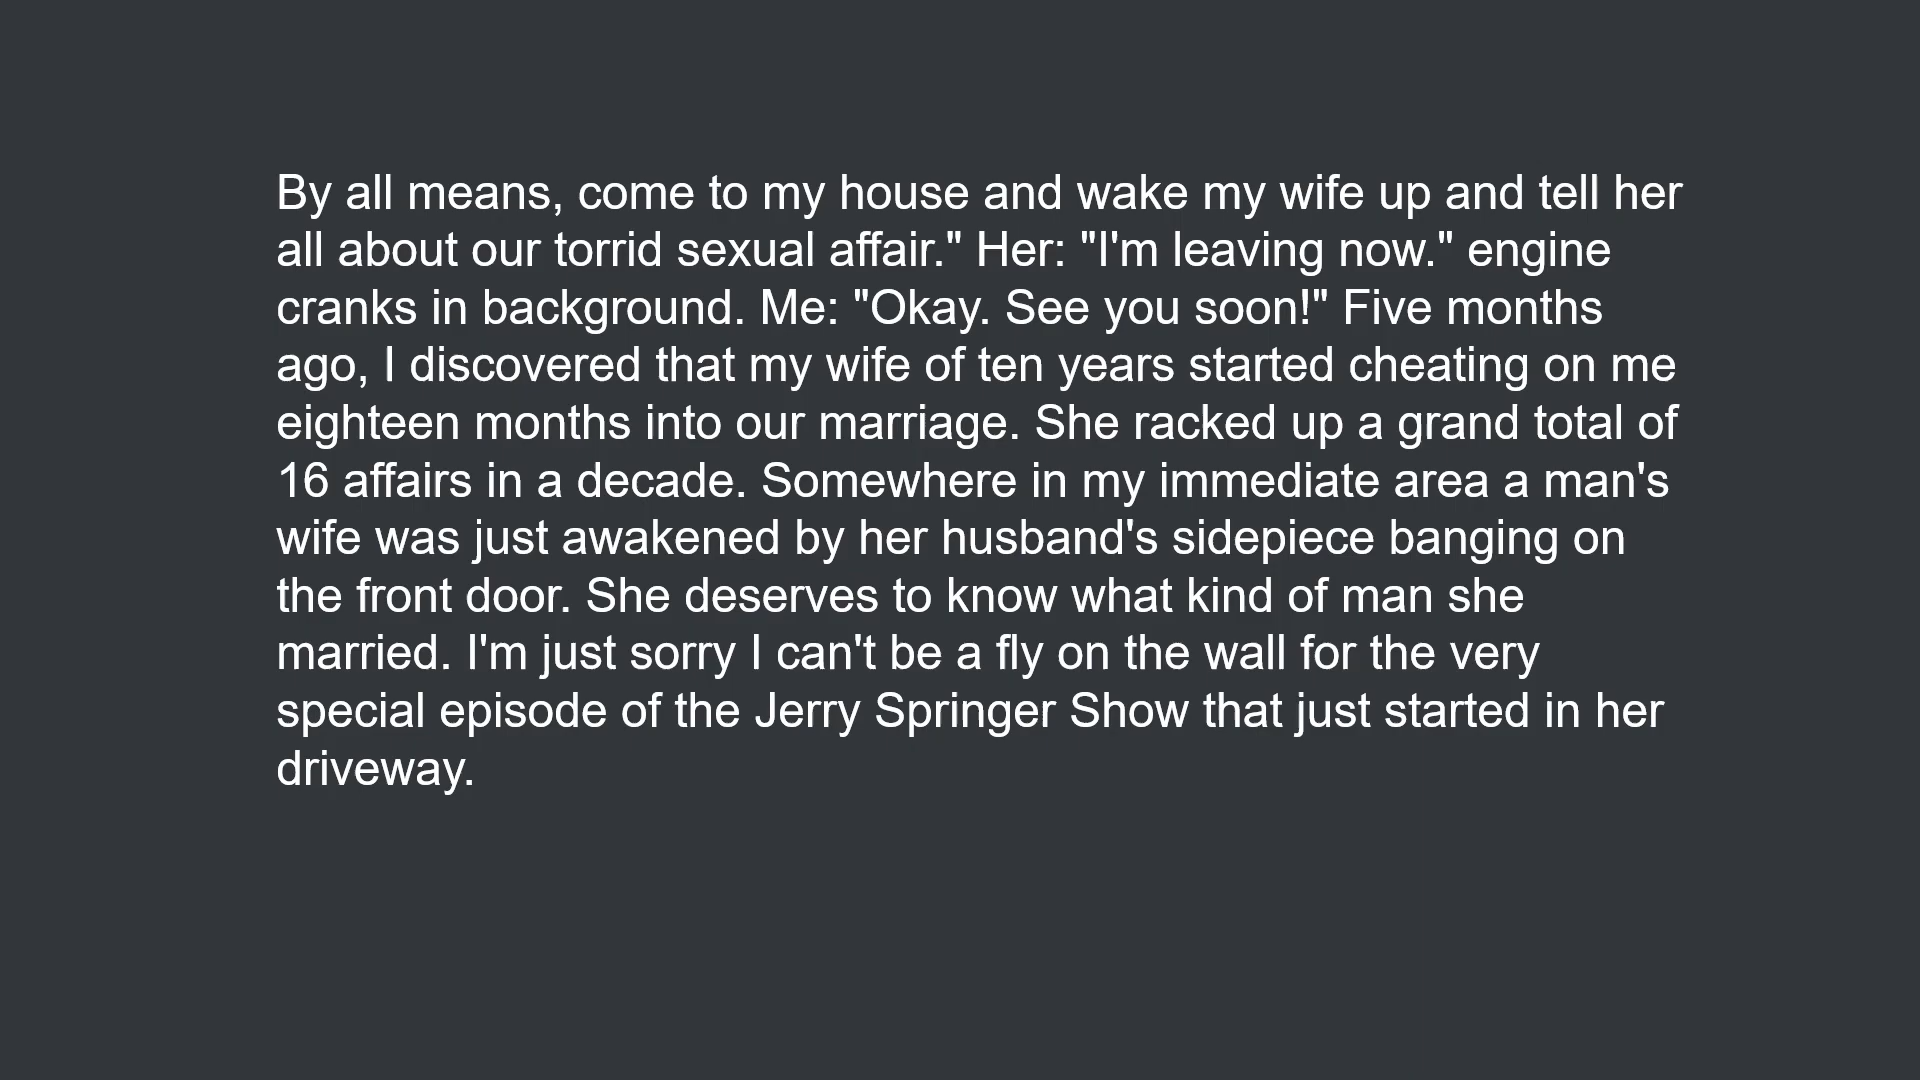 By all means, come to my house and wake my wife up and tell her
all about our torrid sexual affair." Her: "I'm leaving now." engine
cranks in background. Me: "Okay. See you soon!" Five months
ago, I discovered that my wife of ten years started cheating on me
eighteen months into our marriage. She racked up a grand total of
16 affairs in a decade. Somewhere in my immediate area a man's
wife was just awakened by her husband's sidepiece banging on
the front door. She deserves to know what kind of man she
married. I'm just sorry I can't be a fly on the wall for the very
special episode of the Jerry Springer Show that just started in her
driveway.